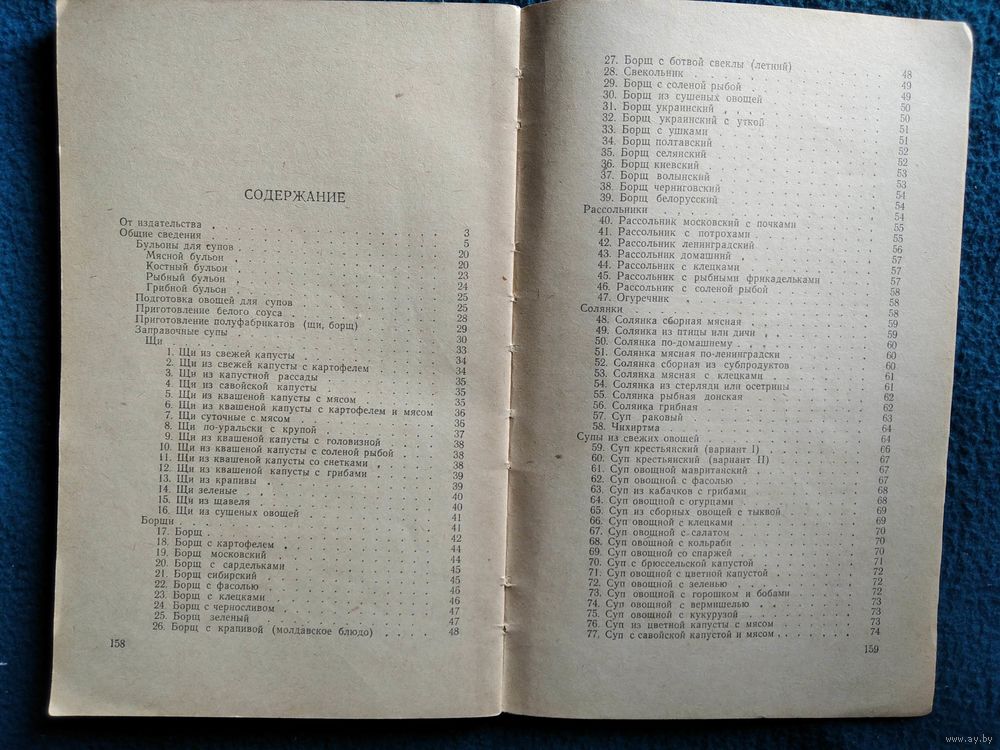 СОДЕРЖАНИЕ
От издательства . 3
Общие сведения . 5
Бульоны для супов 20
Мясной бульон 20
Костный бульон 23
Рыбный бульон 24
Грибной бульон 25
Подготовка овощей для супов 25
Приготовление белого соуса 28
Приготовление полуфабрикатов (щи, борщ) 29
Заправочные супы 30
Щи
1. Щи из свежей капусты 33
2. Щи из свежей капусты с картофелем 34
3. Щи из капустной рассады 34
4. Щи из савойской капусты 35
5. Щи из квашеной капусты с мясом 35
6. Щи из квашеной капусты с картофелем и мясом 35
7. Щи суточные с мясом 36
8. Щи по-уральски с крупой 36
9. Щи из квашеной капусты с головизной 37
10. Щи из квашеной капусты с соленой рыбой 38
11. Щи из квашеной капусты со снетками 38
12. Щи из квашеной капусты с грибами 38
13. Щи из крапивы 39
14. Щи зеленые 39
15. Щи из щавеля 40
16. Щи из сушеных овощей 40
Борщи 41
17. Борщ 41
18. Борщ с картофелем 42
19. Борщ московский 44
20. Борщ с сардельками 44
21. Борщ сибирский 45
22. Борщ с фасолью 45
23. Борщ с клецками 46
24. Борщ с черносливом 47
25. Борщ зеленый 47
26. Борщ с крапивой (молдавское блюдо) 48
158
27. Борщ с ботвой свеклы (летний) 48
28. Свекольник 49
29. Борщ с соленой рыбой 49
30. Борщ из сушеных овощей 50
31. Борщ украинский 50
32. Борщ украинский с уткой 51
33. Борщ с ушками 51
34. Борщ полтавский 52
35. Борщ селянский 52
36. Борщ киевский 53
37. Борщ волынский 53
38. Борщ черниговский 54
39. Борщ белорусский 54
Рассольники
40. Рассольник московский с почками 55
41. Рассольник с потрохами 55
42. Рассольник ленинградский 56
43. Рассольник домашний 57
44. Рассольник с клецками 57
45. Рассольник с рыбными фрикадельками 57
46. Рассольник с соленой рыбой 58
47. Огуречник 58
Солянки 58
48. Солянка сборная мясная 59
49. Солянка из птицы или дичи 59
50. Солянка по-домашнему 60
51. Солянка мясная по-ленинградски 60
52. Солянка сборная из субпродуктов 60
53. Солянка мясная с клецками 61
54. Солянка из стерляди или осетрины 61
55. Солянка рыбная донская 62
56. Солянка грибная 62
57. Суп раковый 63
58. Чихиртма 64
Супы из свежих овощей 64
59. Суп крестьянский (вариант I) 66
60. Суп крестьянский (вариант II) 67
61. Суп овощной мавританский 67
62. Суп овощной с фасолью 67
63. Суп из кабачков с грибами 68
64. Суп овощной с огурцами 68
65. Суп из сборных овощей с тыквой 69
66. Суп овощной с клецками 69
67. Суп овощной с салатом 70
68. Суп овощной с кольраби 70
69. Суп овощной со спаржей 70
70. Суп с брюссельской капустой 71
71. Суп овощной с цветной капустой 72
72. Суп овощной с зеленью 72
73. Суп овощной с горошком и бобами 72
74. Суп овощной с вермишелью 73
75. Суп овощной с кукурузой 73
76. Суп из цветной капусты с мясом 73
77. Суп с савойской капустой и мясом 74
159
www.ay.by